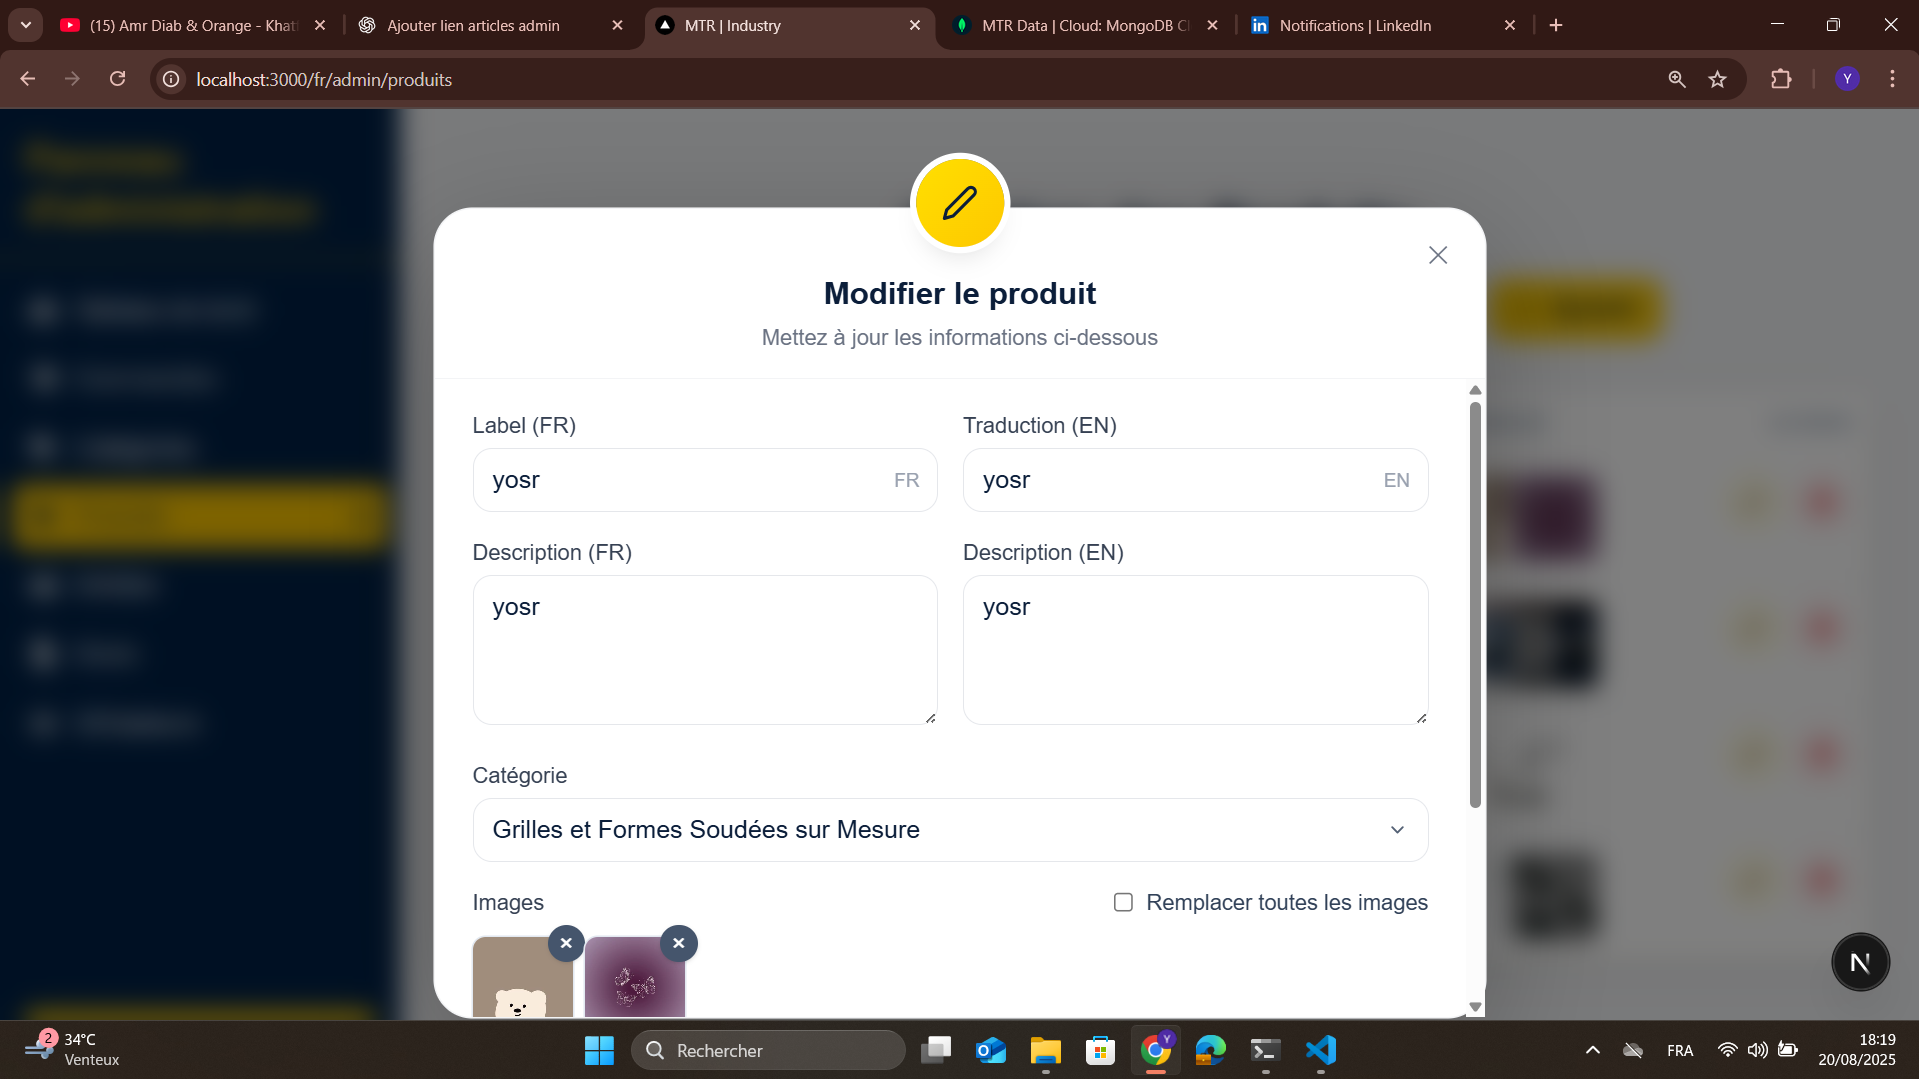 (15) Amr Diab & Orange - Khat
Ajouter lien articles admin
MTR | Industry
MTR Data | Cloud: MongoDB Cl
Notifications | LinkedIn
localhost:3000/fr/admin/produits
Y
Modifier le produit
Mettez à jour les informations ci-dessous
Label (FR)
Traduction (EN)
yosr
FR
yosr
EN
Description (FR)
Description (EN)
yosr
yosr
Catégorie
Grilles et Formes Soudées sur Mesure
Images
Remplacer toutes les images
N
2
34°C
Venteux
Rechercher
Y
FRA
18:19
20/08/2025